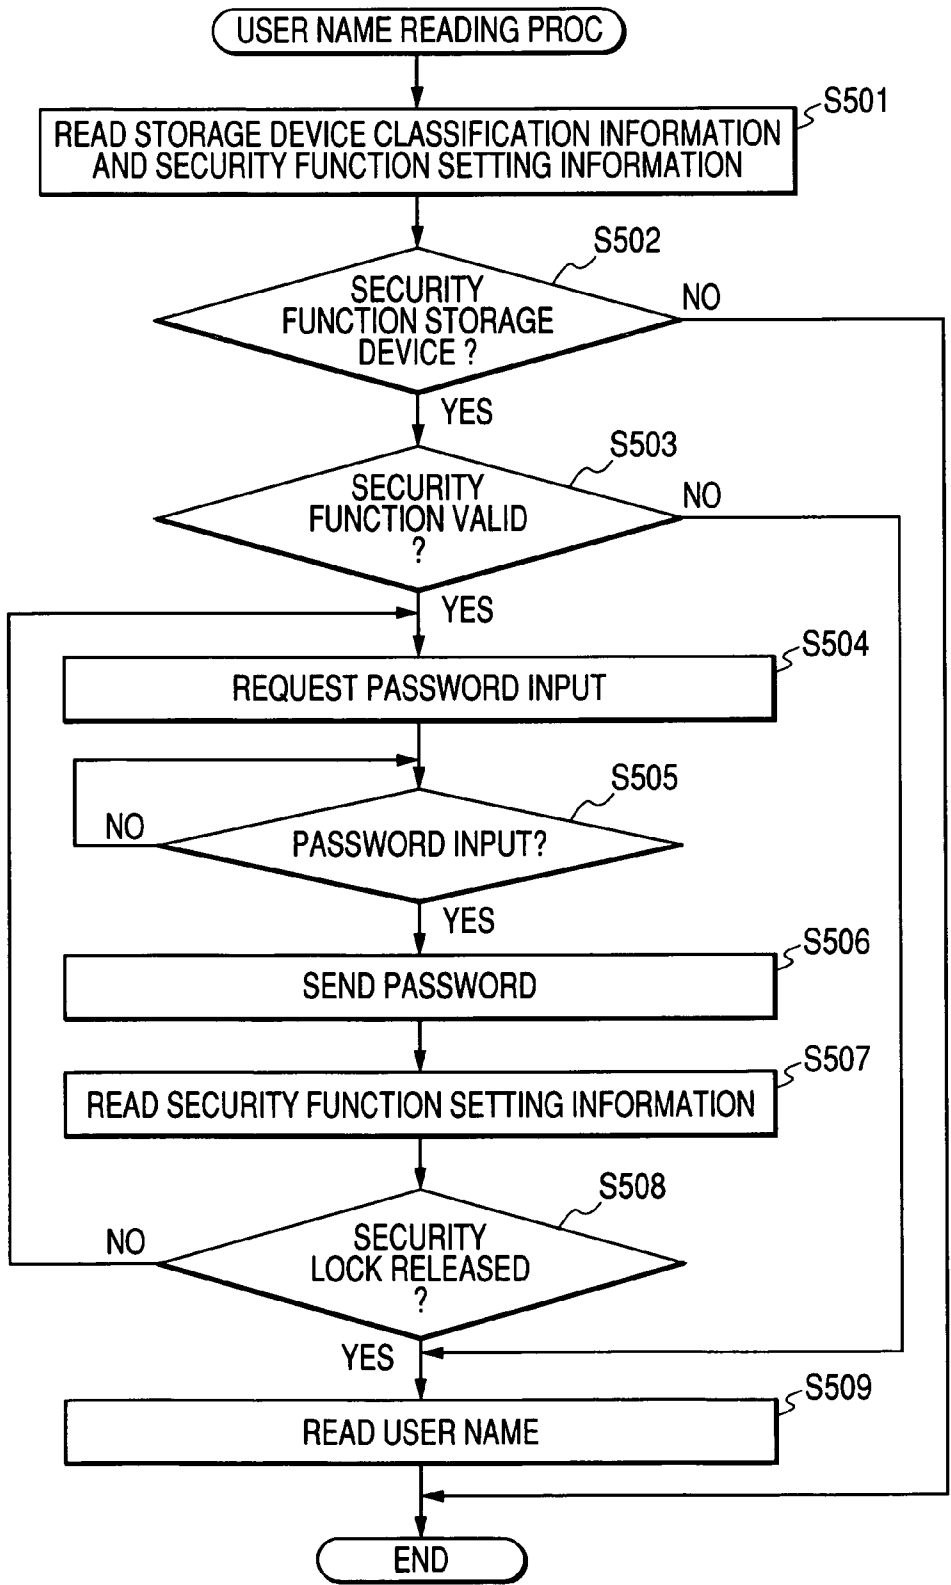 USER NAME READING PROC
S501
READ STORAGE DEVICE CLASSIFICATION INFORMATION
AND SECURITY FUNCTION SETTING INFORMATION
S502
SECURITY
FUNCTION STORAGE
DEVICE ?
NO
YES
S503
SECURITY
FUNCTION VALID
?
NO
YES
S504
REQUEST PASSWORD INPUT
S505
PASSWORD INPUT?
NO
YES
S506
SEND PASSWORD
S507
READ SECURITY FUNCTION SETTING INFORMATION
S508
SECURITY
LOCK RELEASED
?
NO
YES
S509
READ USER NAME
END